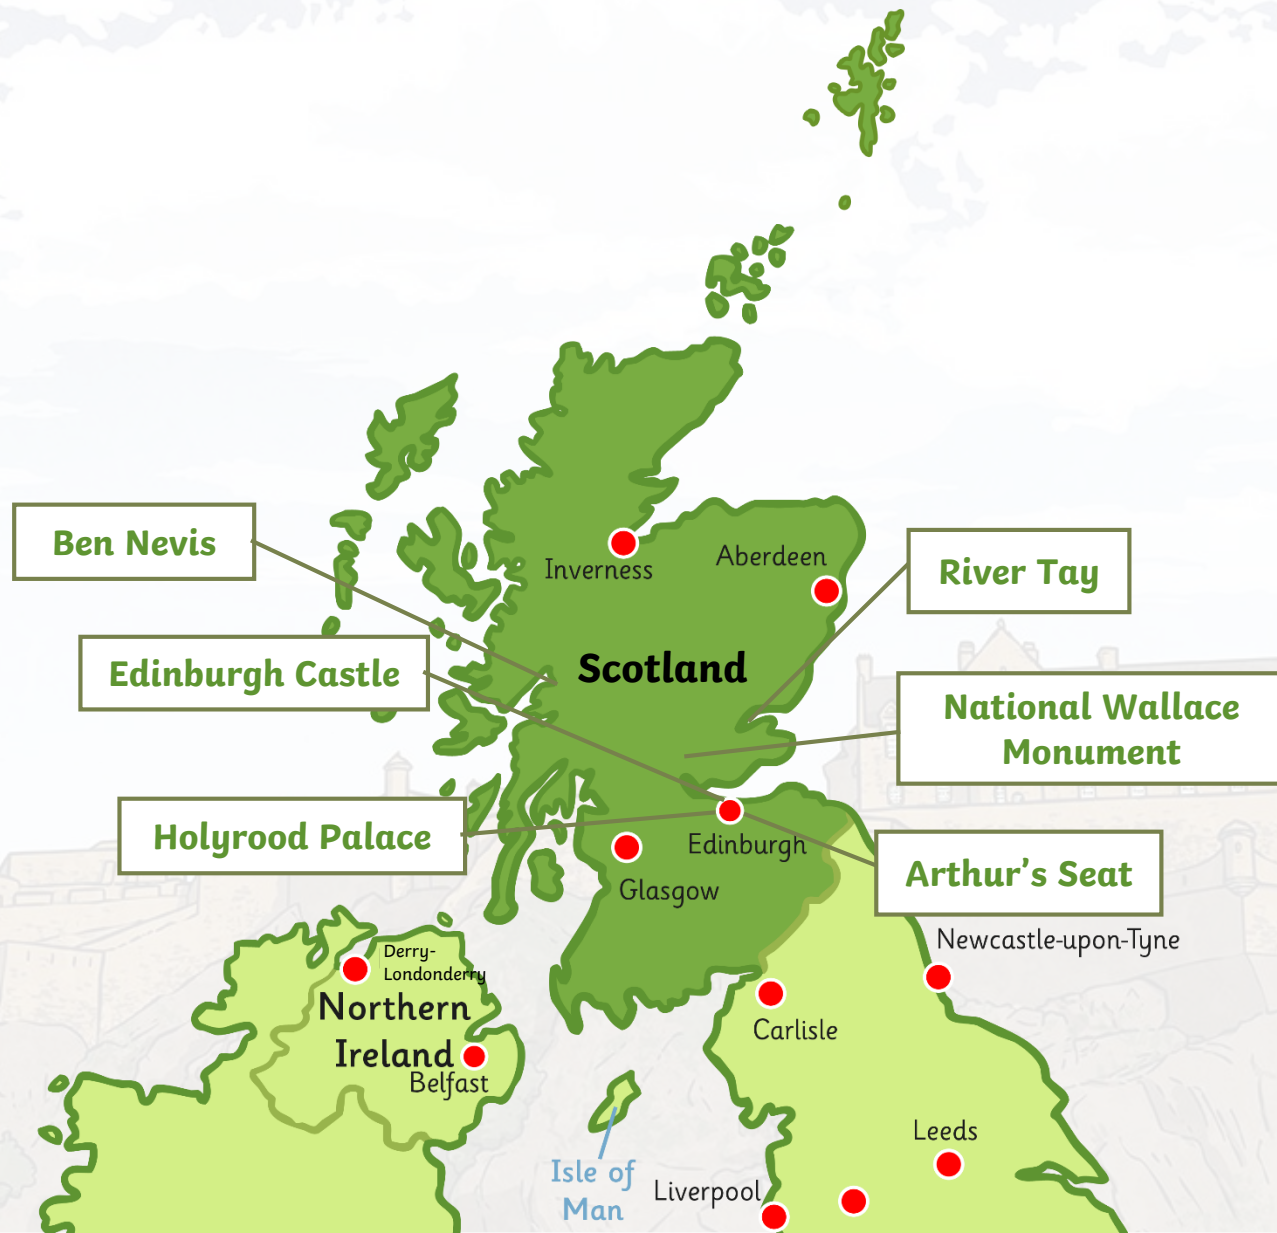 Ben Nevis
Inverness
Aberdeen
River Tay
Edinburgh Castle
Scotland
National Wallace
Monument
Holyrood Palace
Edinburgh
Arthur's Seat
Glasgow
Newcastle-upon-Tyne
Derry-
Londonderry
Northern
Ireland
Carlisle
Belfast
Leeds
Isle of
Man
Liverpool